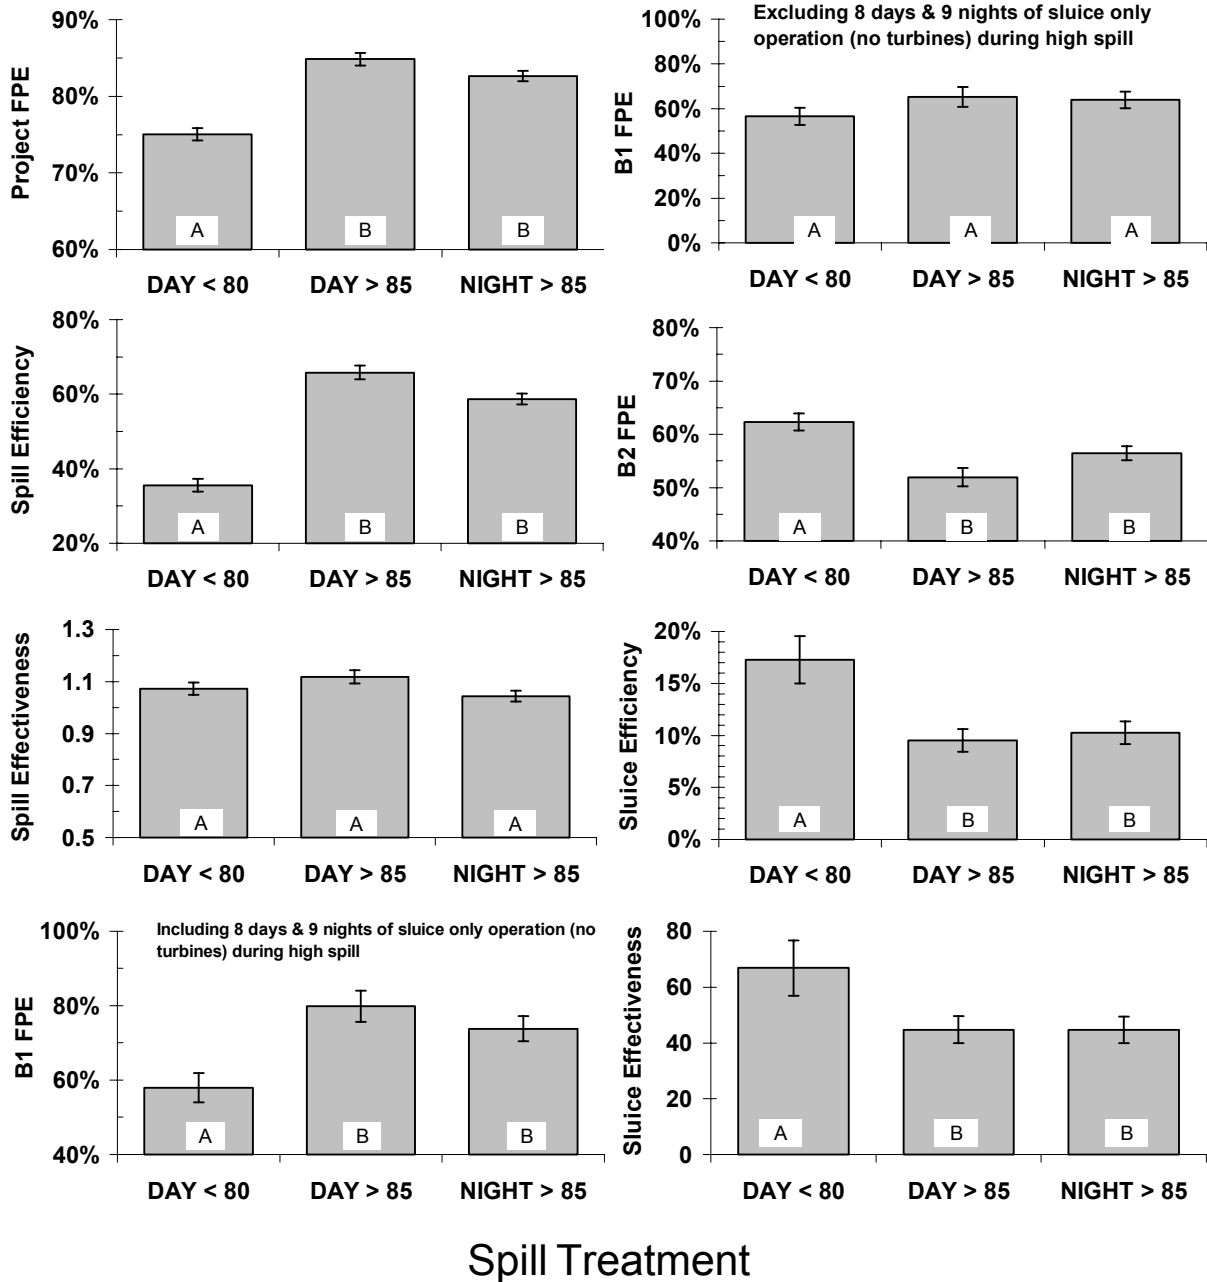 Project FPE
90%
80%
70%
60%
A
B
B
DAY < 80
DAY > 85
NIGHT > 85
B1 FPE
100%
80%
60%
40%
20%
0%
Excluding 8 days & 9 nights of sluice only
operation (no turbines) during high spill
A
A
A
DAY < 80
DAY > 85
NIGHT > 85
Spill Efficiency
80%
60%
40%
20%
A
B
B
DAY < 80
DAY > 85
NIGHT > 85
B2 FPE
80%
70%
60%
50%
40%
A
B
B
DAY < 80
DAY > 85
NIGHT > 85
Spill Effectiveness
1.3
1.1
0.9
0.7
0.5
A
A
A
DAY < 80
DAY > 85
NIGHT > 85
Sluice Efficiency
20%
15%
10%
5%
0%
A
B
B
DAY < 80
DAY > 85
NIGHT > 85
B1 FPE
100%
80%
60%
40%
Including 8 days & 9 nights of sluice only operation (no
turbines) during high spill
A
B
B
DAY < 80
DAY > 85
NIGHT > 85
Sluice Effectiveness
80
60
40
20
0
A
B
B
DAY < 80
DAY > 85
NIGHT > 85
Spill Treatment